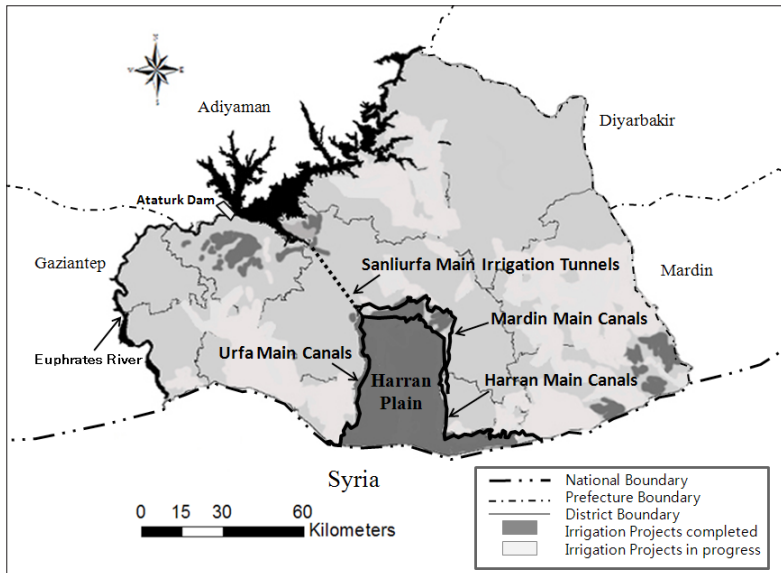 Adiyaman
Diyarbakir
Ataturk Dam
Gaziantep
Sanliurfa Main Irrigation Tunnels
Mardin
Mardin Main Canals
Euphrates River
Urfa Main Canals
Harran
Plain
Harran Main Canals
Syria
National Boundary
Prefecture Boundary
District Boundary
Irrigation Projects completed
Irrigation Projects in progress
0 15 30 60
Kilometers